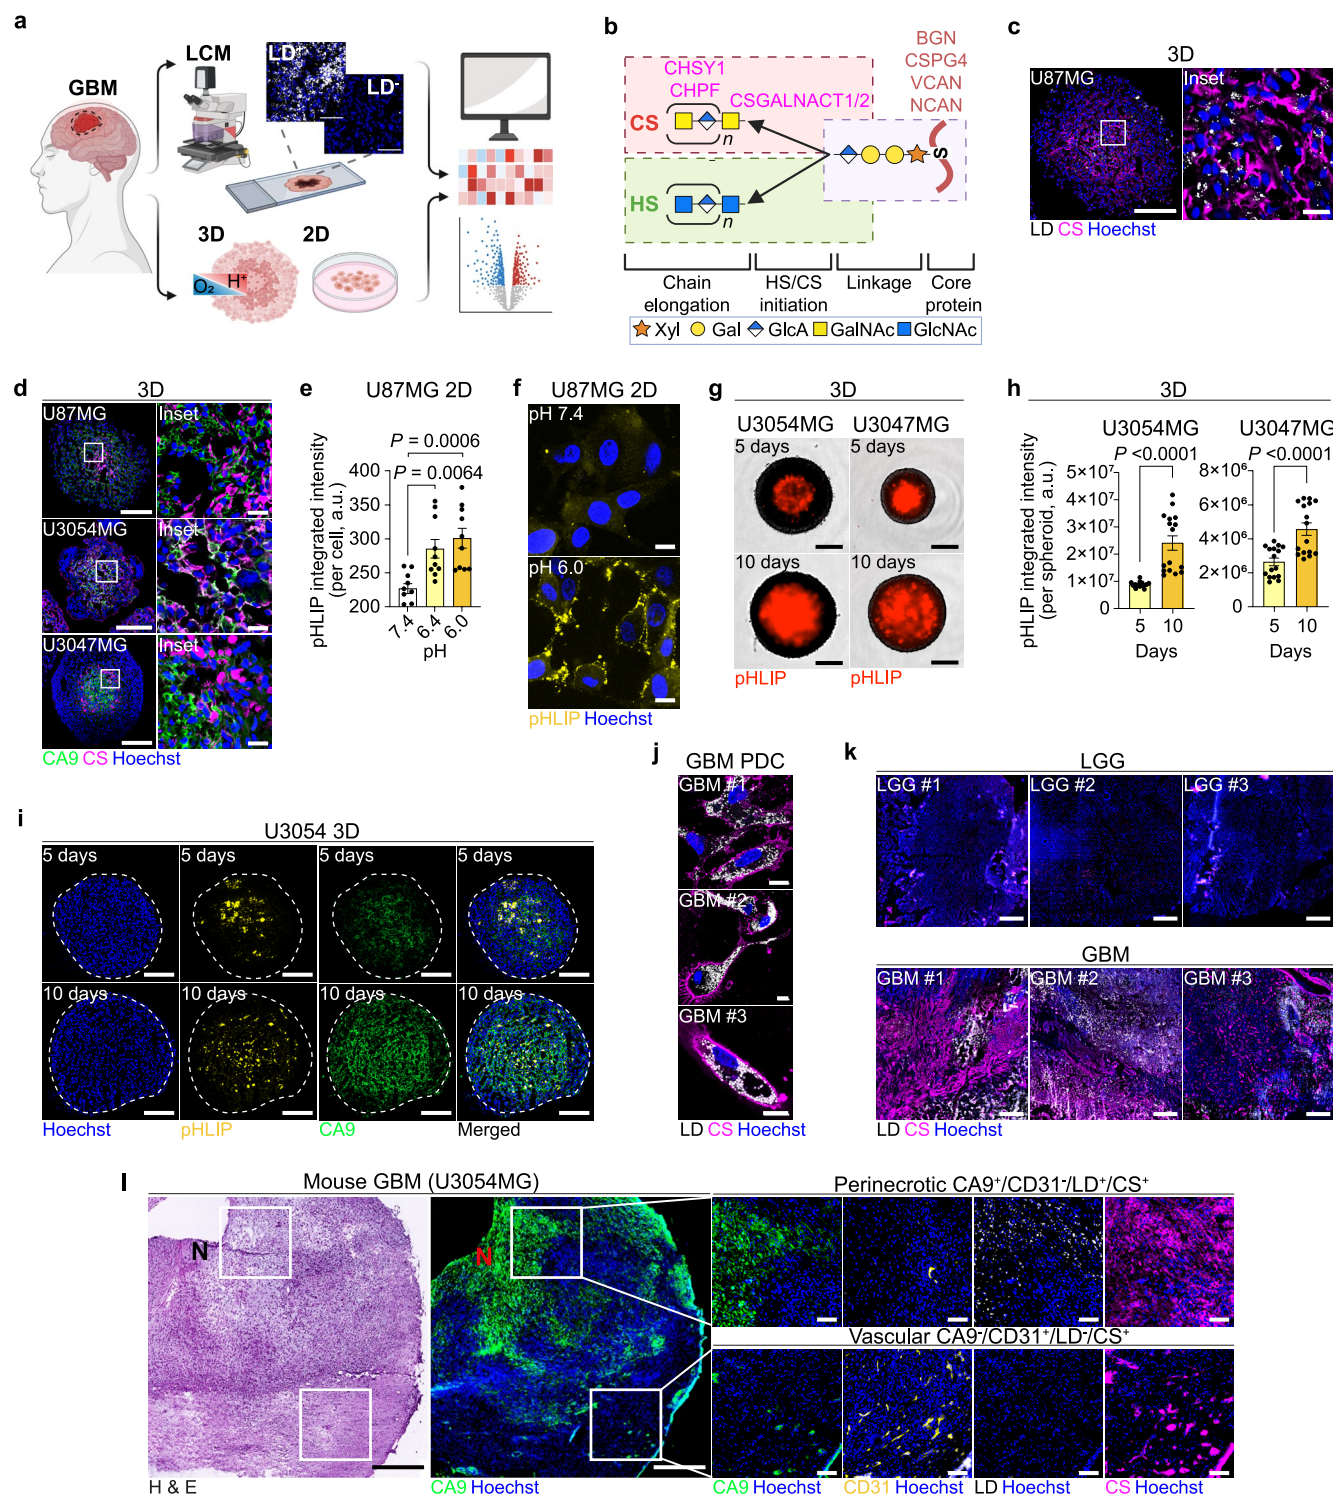 a
GBM
LCM
LD⁺
LD⁻
3D
2D
O₂
H⁺
b
BGN
CSPG4
VCAN
NCAN
CHSY1
CHPF
CSGALNACT1/2
CS
n
S
HS
n
Chain elongation
HS/CS initiation
Linkage
Core protein
Xyl Gal GlcA GalNAc GlcNAc
c
3D
U87MG
Inset
LD CS Hoechst
d
3D
U87MG
Inset
U3054MG
Inset
U3047MG
Inset
CA9 CS Hoechst
e
U87MG 2D
P = 0.0006
P = 0.0064
400
350
300
250
200
pHLIP integrated intensity
(per cell, a.u.)
7.4
6.4
6.0
pH
f
U87MG 2D
pH 7.4
pH 6.0
pHLIP Hoechst
g
3D
U3054MG
U3047MG
5 days
5 days
10 days
10 days
pHLIP
pHLIP
h
3D
U3054MG
P <0.0001
5×10⁷
4×10⁷
3×10⁷
2×10⁷
1×10⁷
0
pHLIP integrated intensity
(per spheroid, a.u.)
5 10
Days
U3047MG
P <0.0001
8×10⁶
6×10⁶
4×10⁶
2×10⁶
0
5 10
Days
i
U3054 3D
5 days
5 days
5 days
5 days
10 days
10 days
10 days
10 days
Hoechst
pHLIP
CA9
Merged
j
GBM PDC
GBM #1
GBM #2
GBM #3
LD CS Hoechst
k
LGG
LGG #1
LGG #2
LGG #3
GBM
GBM #1
GBM #2
GBM #3
LD CS Hoechst
l
Mouse GBM (U3054MG)
N
N
H & E
CA9 Hoechst
Perinecrotic CA9⁺/CD31⁻/LD⁺/CS⁺
Vascular CA9⁻/CD31⁺/LD⁻/CS⁺
CA9 Hoechst
CD31 Hoechst
LD Hoechst
CS Hoechst